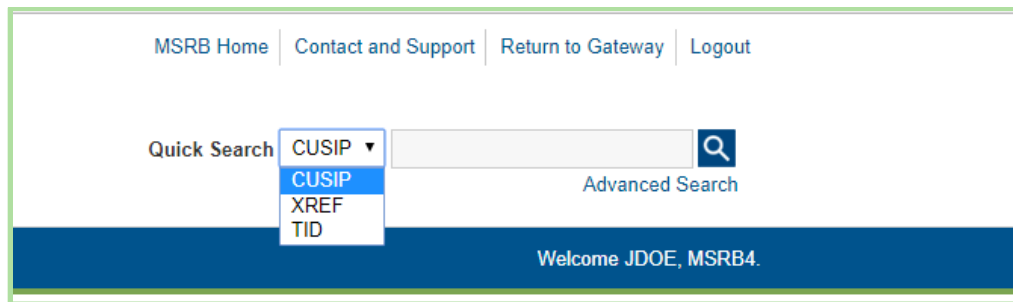 MSRB Home Contact and Support Return to Gateway Logout
Quick Search CUSIP
CUSIP
Advanced Search
XREF
TID
Welcome JDOE, MSRB4.